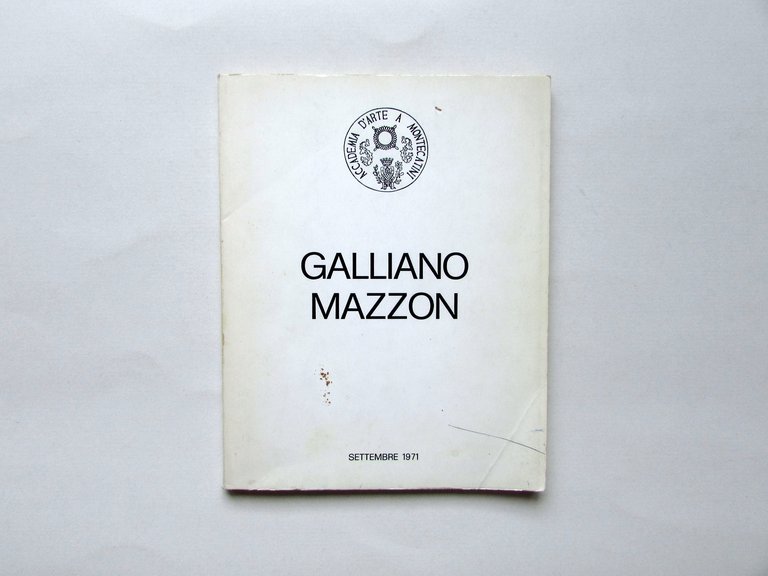 ACCADEMIA D'ARTE A MONTECATINI
GALLIANO
MAZZON
SETTEMBRE 1971